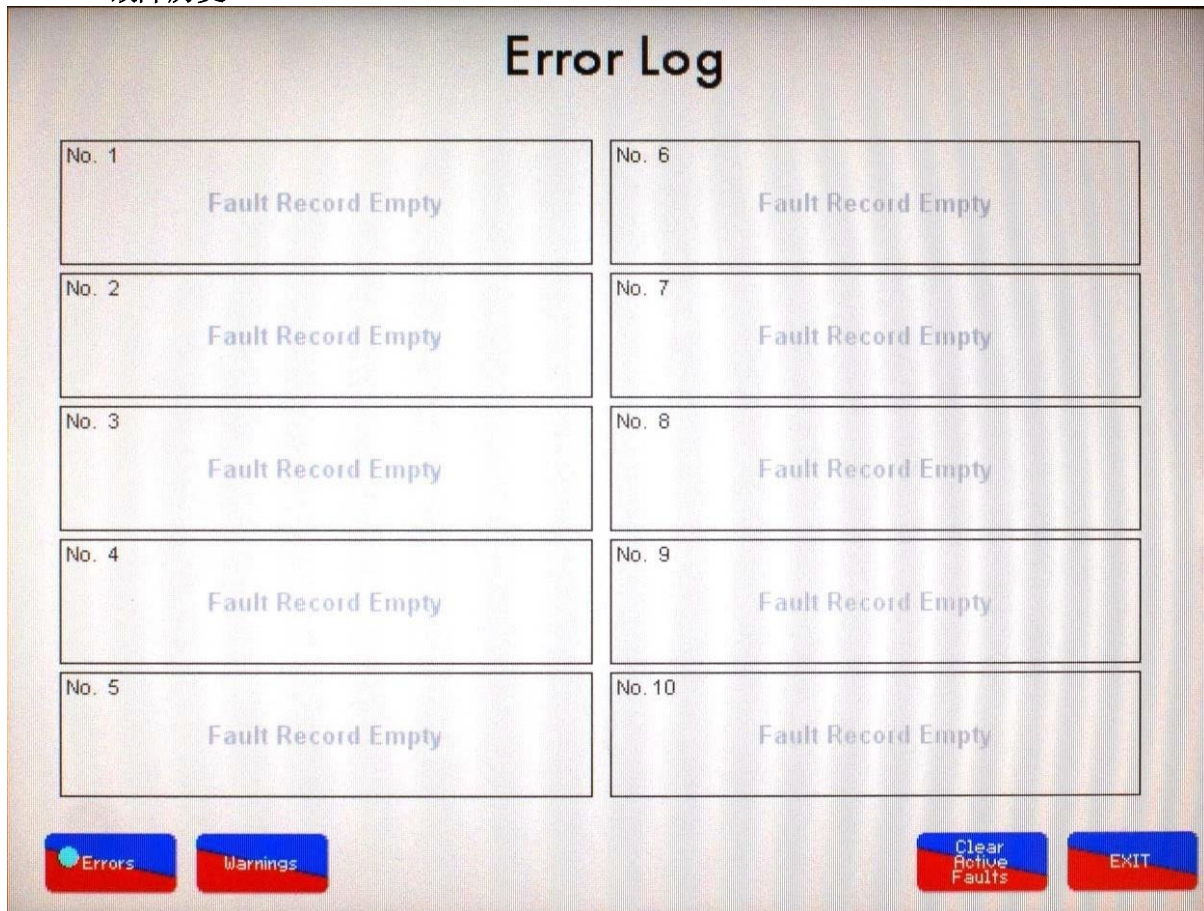 Error Log
No. 1
Fault Record Empty
No. 2
Fault Record Empty
No. 3
Fault Record Empty
No. 4
Fault Record Empty
No. 5
Fault Record Empty
No. 6
Fault Record Empty
No. 7
Fault Record Empty
No. 8
Fault Record Empty
No. 9
Fault Record Empty
No. 10
Fault Record Empty
Errors
Warnings
Clear
Active
Faults
EXIT